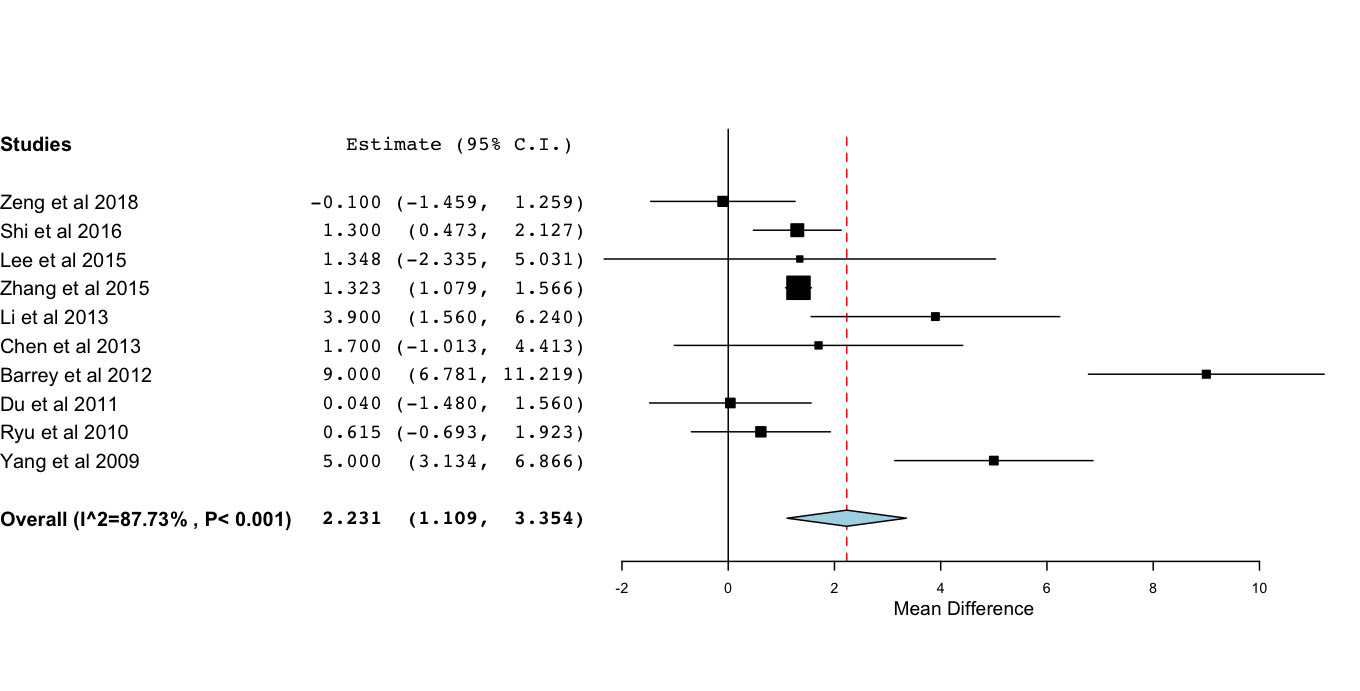 Studies Estimate (95% C.I.)
Zeng et al 2018 -0.100 (-1.459, 1.259)
Shi et al 2016 1.300 (0.473, 2.127)
Lee et al 2015 1.348 (-2.335, 5.031)
Zhang et al 2015 1.323 (1.079, 1.566)
Li et al 2013 3.900 (1.560, 6.240)
Chen et al 2013 1.700 (-1.013, 4.413)
Barrey et al 2012 9.000 (6.781, 11.219)
Du et al 2011 0.040 (-1.480, 1.560)
Ryu et al 2010 0.615 (-0.693, 1.923)
Yang et al 2009 5.000 (3.134, 6.866)
Overall (I^2=87.73% , P< 0.001) 2.231 (1.109, 3.354)
-2 0 2 4 6 8 10
Mean Difference